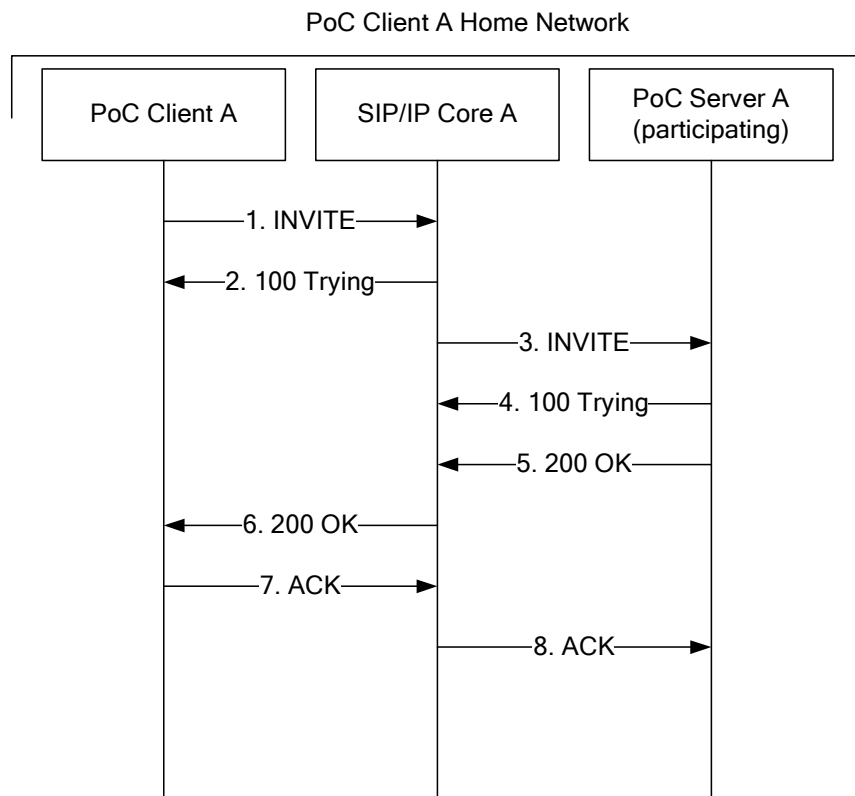 PoC Client A Home Network
PoC Client A
SIP/IP Core A
PoC Server A
(participating)
1. INVITE
2. 100 Trying
3. INVITE
4. 100 Trying
5. 200 OK
6. 200 OK
7. ACK
8. ACK